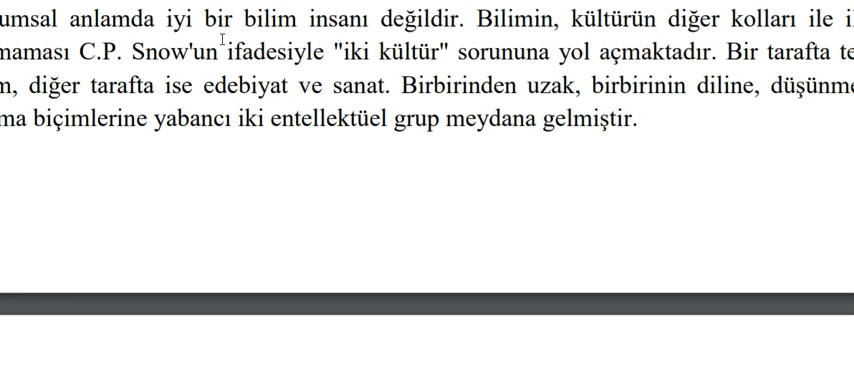 umsal anlamda iyi bir bilim insanı değildir. Bilimin, kültürün diğer kolları ile i
maması C.P. Snow'un ifadesiyle "iki kültür" sorununa yol açmaktadır. Bir tarafta te
m, diğer tarafta ise edebiyat ve sanat. Birbirinden uzak, birbirinin diline, düşünme
ma biçimlerine yabancı iki entellektüel grup meydana gelmiştir.